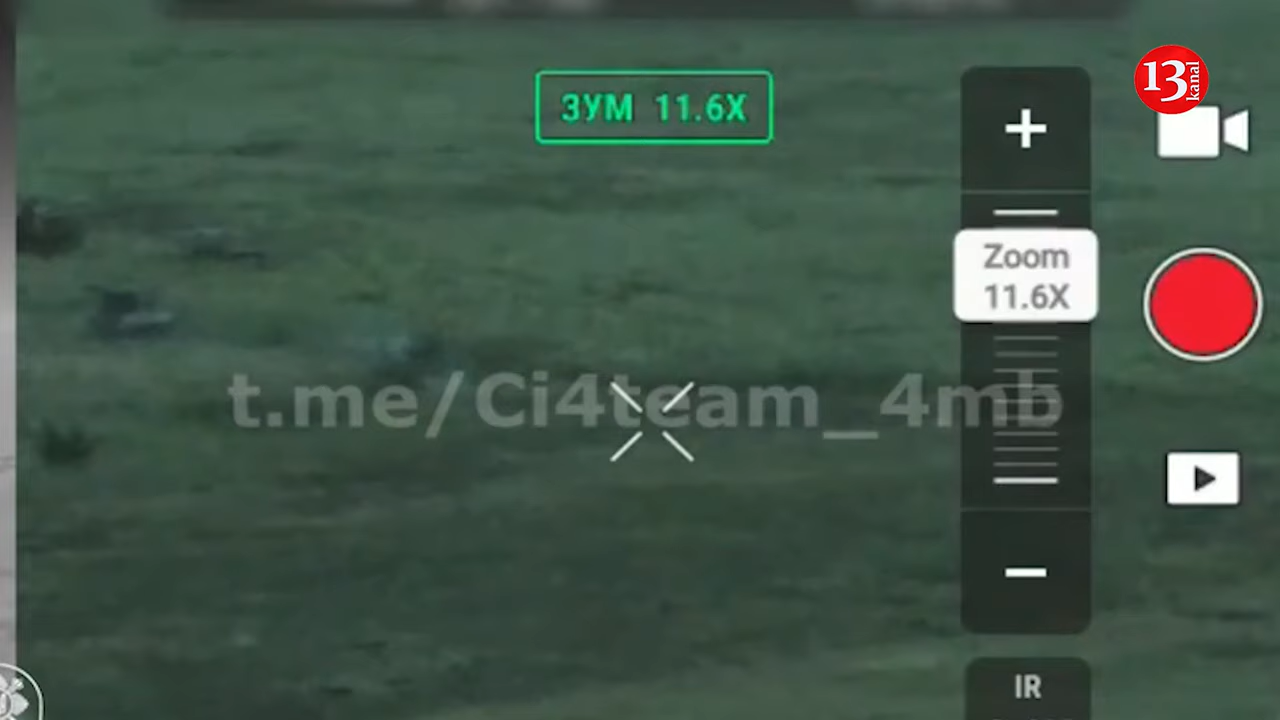 13
kanal
ЗУМ 11.6X
Zoom
11.6X
t.me/Ci4team_4mb
IR